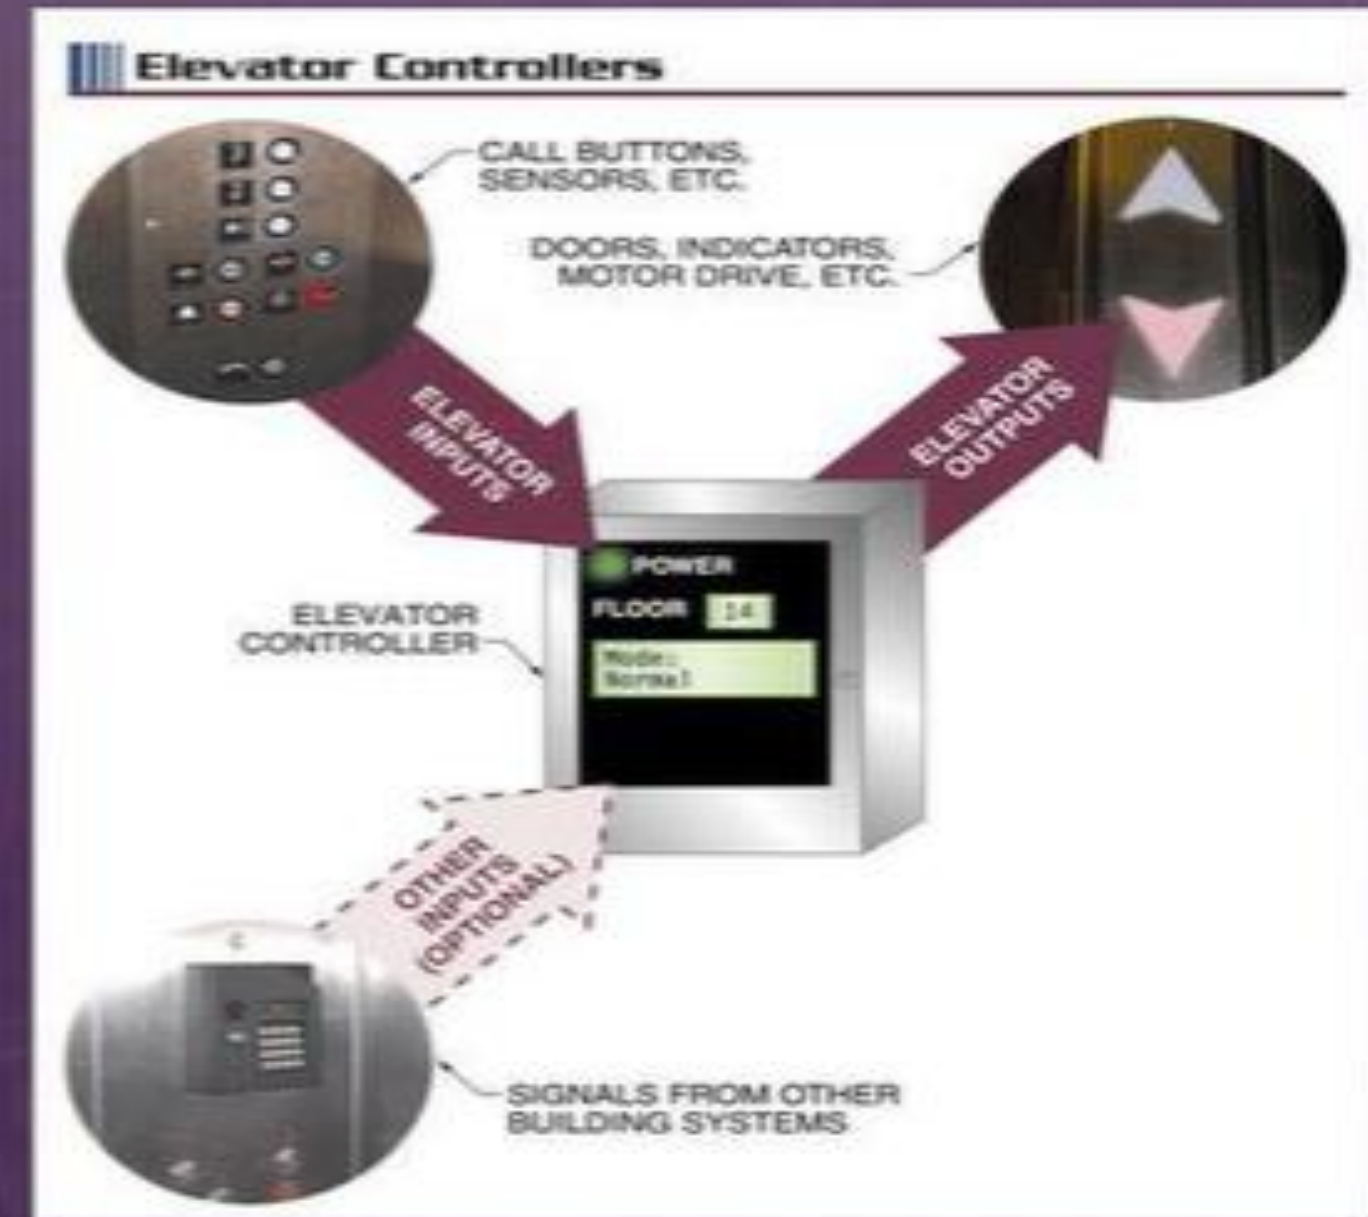 Elevator Controllers
CALL BUTTONS,
SENSORS, ETC.
DOORS, INDICATORS,
MOTOR DRIVE, ETC.
ELEVATOR
INPUTS
ELEVATOR
OUTPUTS
POWER
FLOOR 14
Mode:
Normal
ELEVATOR
CONTROLLER
OTHER
INPUTS
(OPTIONAL)
SIGNALS FROM OTHER
BUILDING SYSTEMS